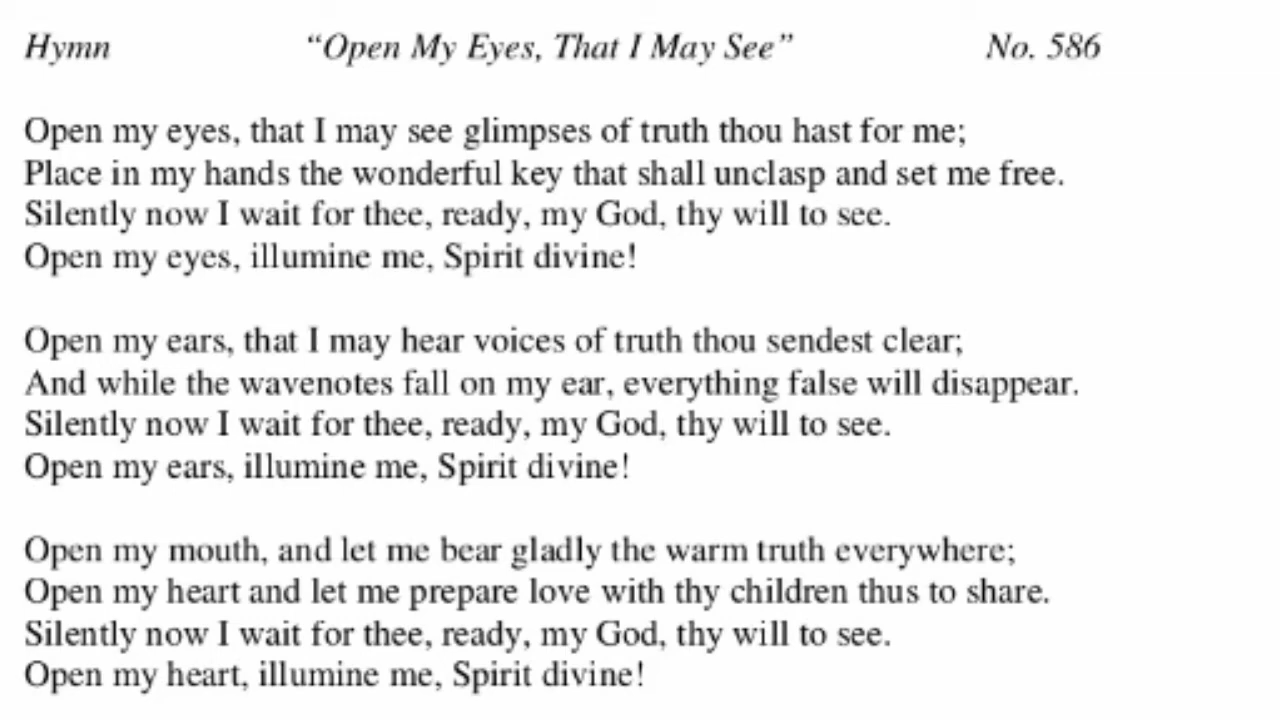 Hymn “Open My Eyes, That I May See” No. 586
Open my eyes, that I may see glimpses of truth thou hast for me;
Place in my hands the wonderful key that shall unclasp and set me free.
Silently now I wait for thee, ready, my God, thy will to see.
Open my eyes, illumine me, Spirit divine!
Open my ears, that I may hear voices of truth thou sendest clear;
And while the wavenotes fall on my ear, everything false will disappear.
Silently now I wait for thee, ready, my God, thy will to see.
Open my ears, illumine me, Spirit divine!
Open my mouth, and let me bear gladly the warm truth everywhere;
Open my heart and let me prepare love with thy children thus to share.
Silently now I wait for thee, ready, my God, thy will to see.
Open my heart, illumine me, Spirit divine!